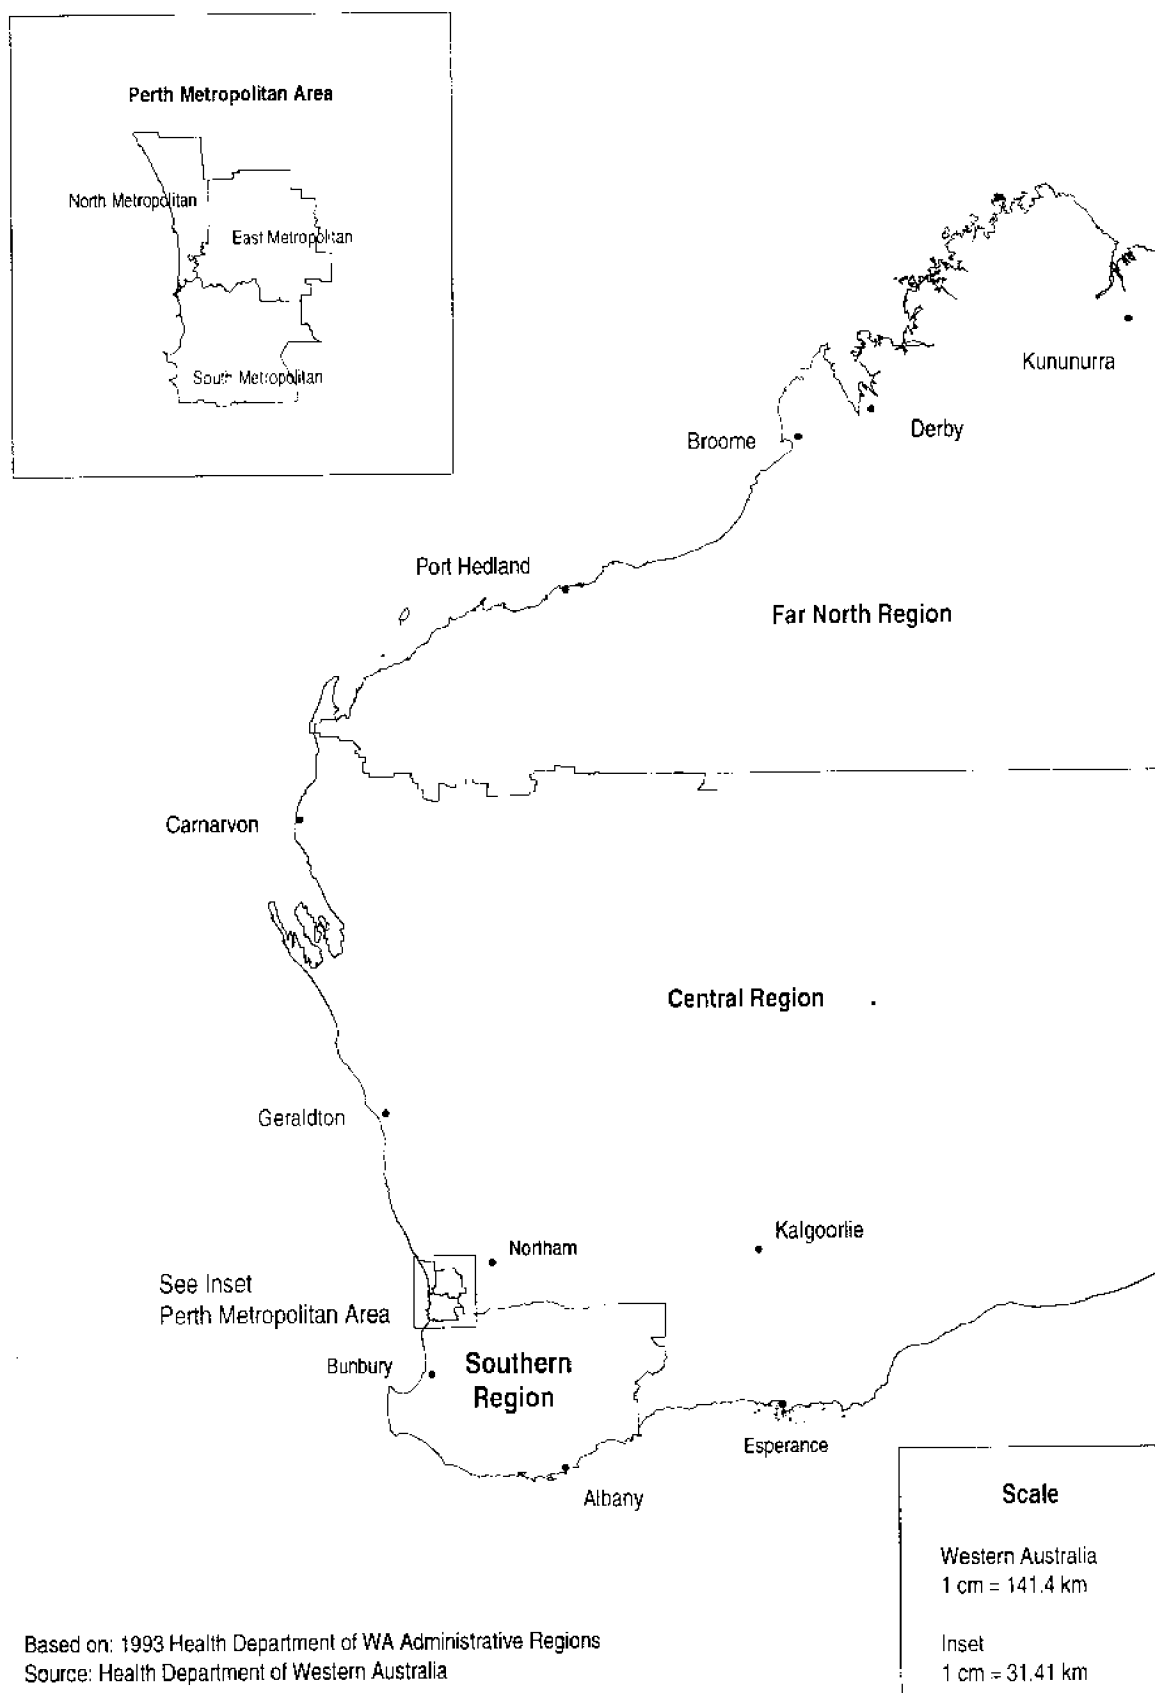 Perth Metropolitan Area
North Metropolitan
East Metropolitan
South Metropolitan
Kununurra
Derby
Broome
Port Hedland
Far North Region
Carnarvon
Central Region
Geraldton
Kalgoorlie
Northam
See Inset
Perth Metropolitan Area
Bunbury
Southern
Region
Esperance
Albany
Scale
Western Australia
1 cm = 141.4 km
Inset
1 cm = 31.41 km
Based on: 1993 Health Department of WA Administrative Regions
Source: Health Department of Western Australia